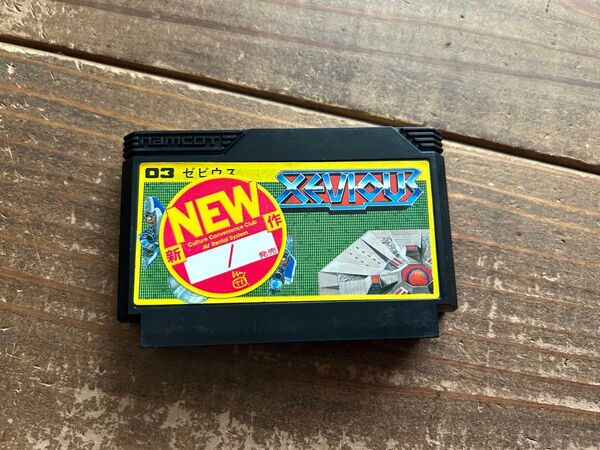 namcot
03 ゼビウス
XEVIOUS
NEW
Culture Convenience Club
AV Rental System
新 作
/
発売